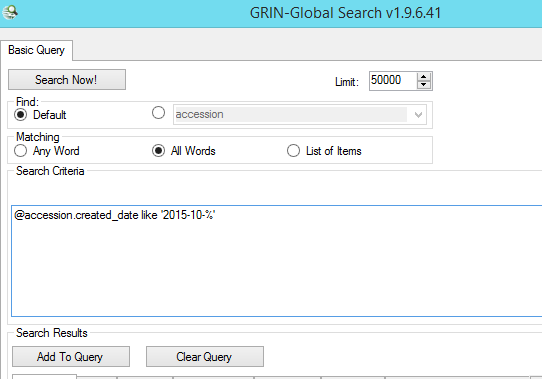 GRIN-Global Search v1.9.6.41
Basic Query
Search Now!
Limit: 50000
Find:
Default
accession
Matching
Any Word
All Words
List of Items
Search Criteria
@accession.created_date like '2015-10-%'
Search Results
Add To Query
Clear Query